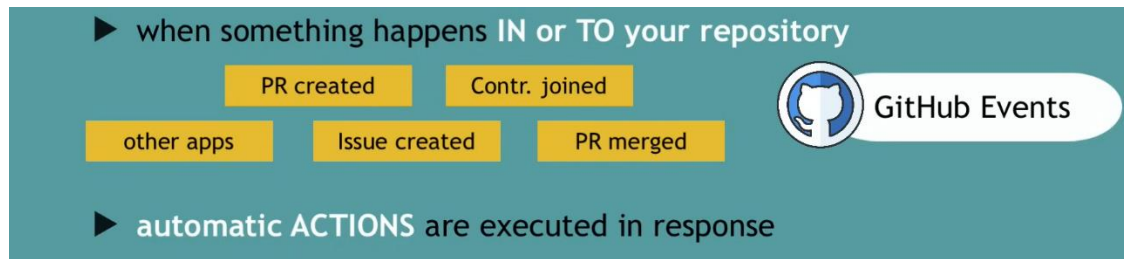 when something happens IN or TO your repository
PR created
Contr. joined
other apps
Issue created
PR merged
GitHub Events
automatic ACTIONS are executed in response